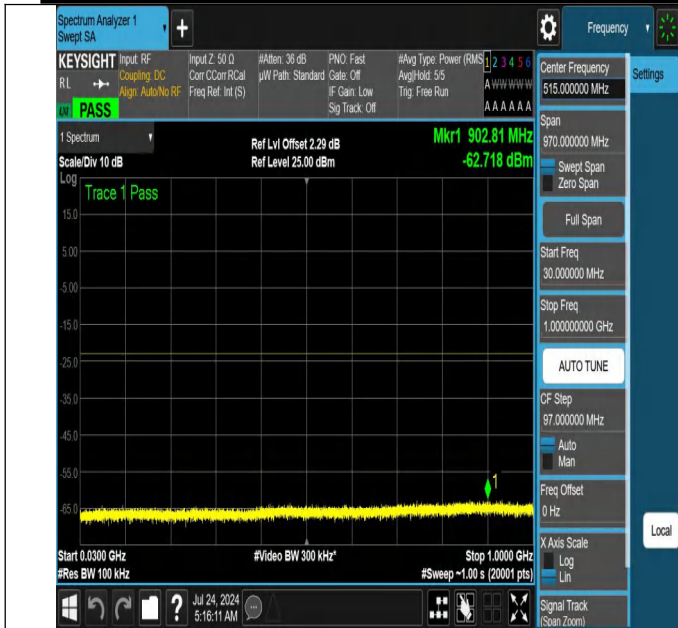 Spectrum Analyzer 1
Swept SA
+
Frequency
KEYSIGHT
RL
LXI
PASS
Input: RF
Coupling: DC
Align: Auto/No RF
Input Z: 50 Ω
Corr CCorr RCal
Freq Ref: Int (S)
#Atten: 36 dB
µW Path: Standard
PNO: Fast
Gate: Off
IF Gain: Low
Sig Track: Off
#Avg Type: Power (RMS
Avg|Hold: 5/5
Trig: Free Run
1 2 3 4 5 6
A W W W W W
A A A A A A
1 Spectrum
Scale/Div 10 dB
Log
Ref Lvl Offset 2.29 dB
Ref Level 25.00 dBm
Mkr1 902.81 MHz
-62.718 dBm
Trace 1 Pass
15.0
5.00
-5.00
-15.0
-25.0
-35.0
-45.0
-55.0
-65.0
1
Start 0.0300 GHz
#Res BW 100 kHz
#Video BW 300 kHz*
Stop 1.0000 GHz
#Sweep ~1.00 s (20001 pts)
?
Jul 24, 2024
5:16:11 AM
Center Frequency
515.000000 MHz
Settings
Span
970.000000 MHz
Swept Span
Zero Span
Full Span
Start Freq
30.000000 MHz
Stop Freq
1.000000000 GHz
AUTO TUNE
CF Step
97.000000 MHz
Auto
Man
Freq Offset
0 Hz
Local
X Axis Scale
Log
Lin
Signal Track
(Span Zoom)